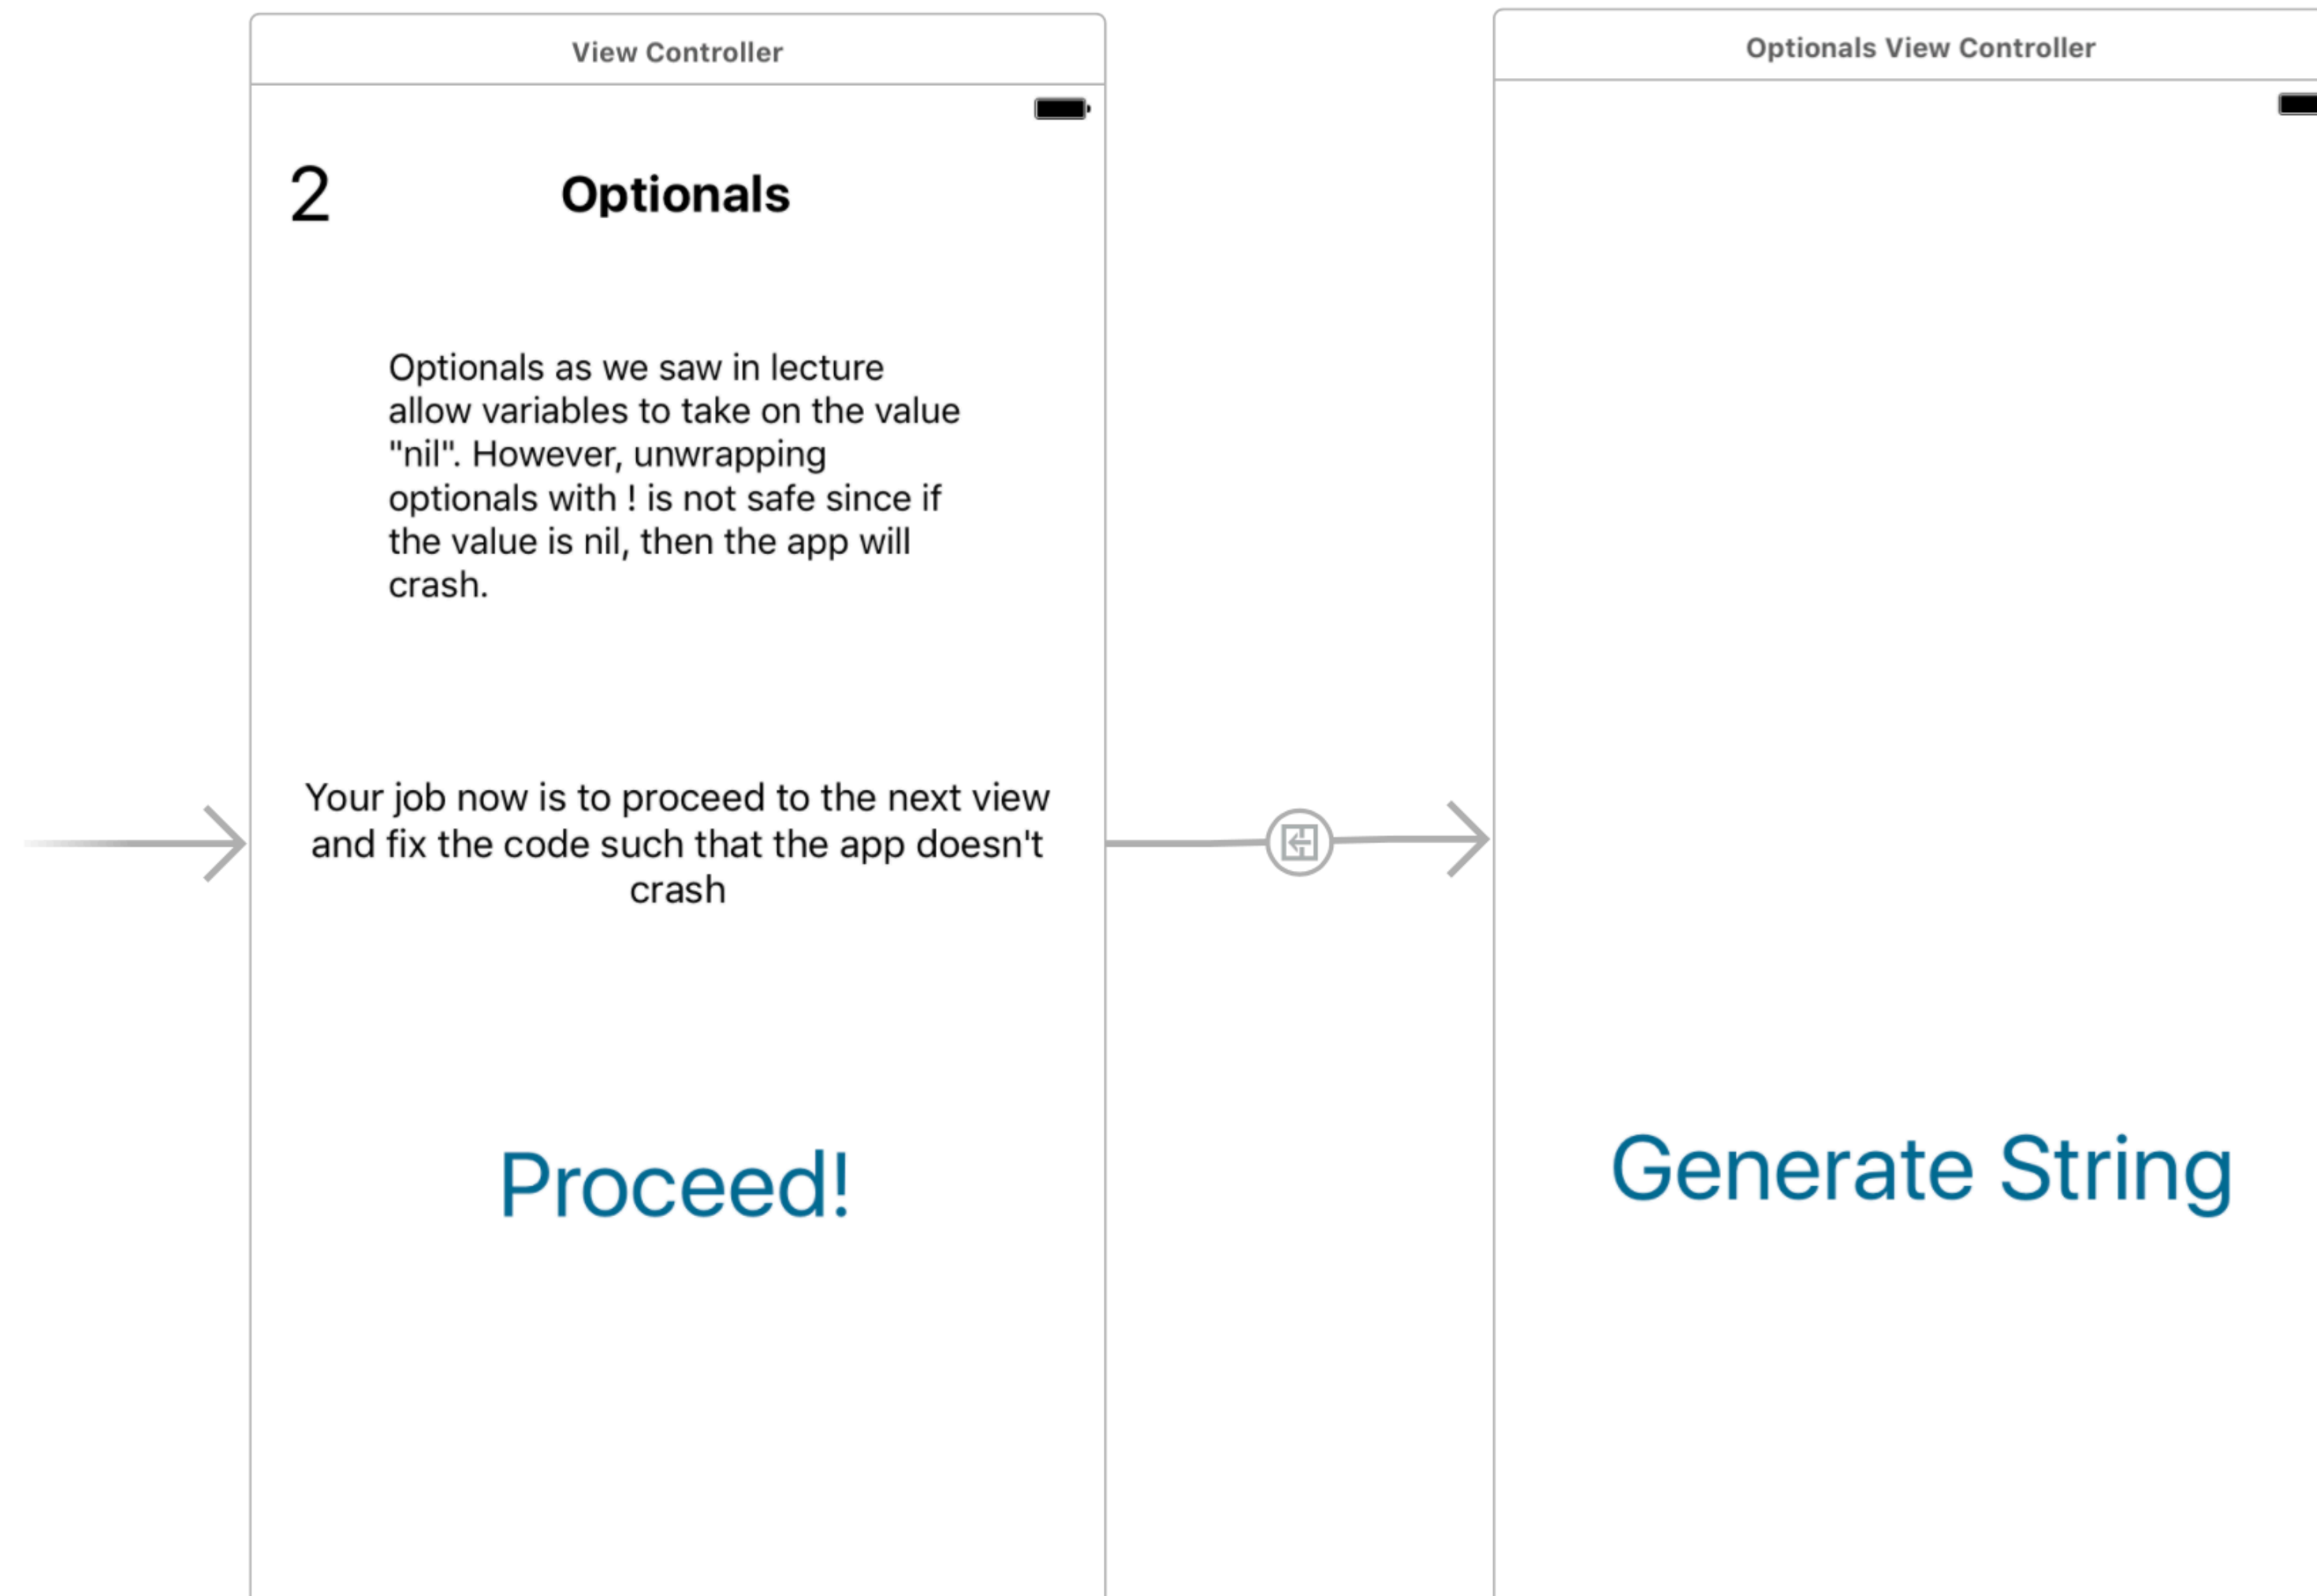 View Controller
2 Optionals
Optionals as we saw in lecture
allow variables to take on the value
"nil". However, unwrapping
optionals with ! is not safe since if
the value is nil, then the app will
crash.
Your job now is to proceed to the next view
and fix the code such that the app doesn't
crash
Proceed!
Optionals View Controller
Generate String